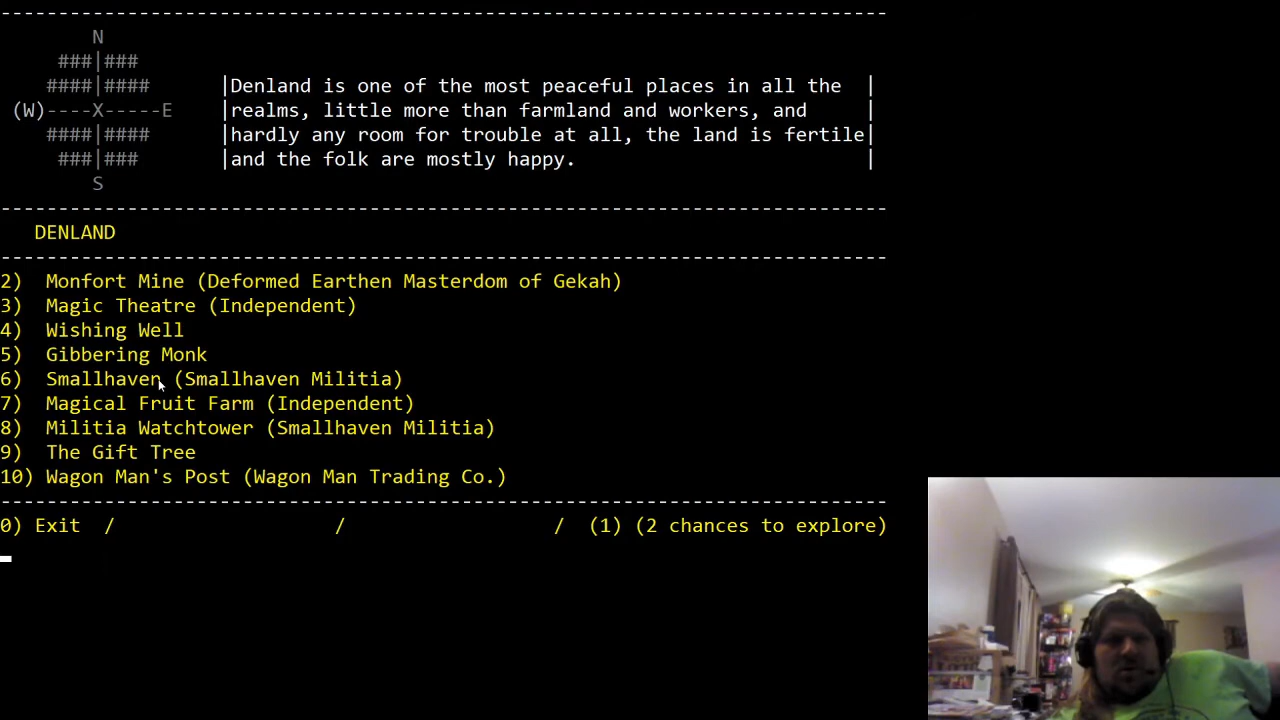 --------------------------------------------------------------------------------
N
###|###
####|####
|Denland is one of the most peaceful places in all the |
(W)----X-----E
|realms, little more than farmland and workers, and |
####|####
|hardly any room for trouble at all, the land is fertile|
###|###
|and the folk are mostly happy. |
S
--------------------------------------------------------------------------------
DENLAND
--------------------------------------------------------------------------------
2) Monfort Mine (Deformed Earthen Masterdom of Gekah)
3) Magic Theatre (Independent)
4) Wishing Well
5) Gibbering Monk
6) Smallhaven (Smallhaven Militia)
7) Magical Fruit Farm (Independent)
8) Militia Watchtower (Smallhaven Militia)
9) The Gift Tree
10) Wagon Man's Post (Wagon Man Trading Co.)
--------------------------------------------------------------------------------
0) Exit / / / (1) (2 chances to explore)